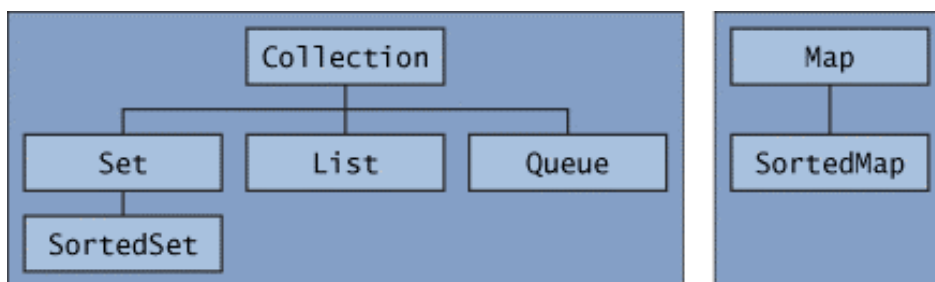 Collection
Map
Set
List
Queue
SortedMap
SortedSet